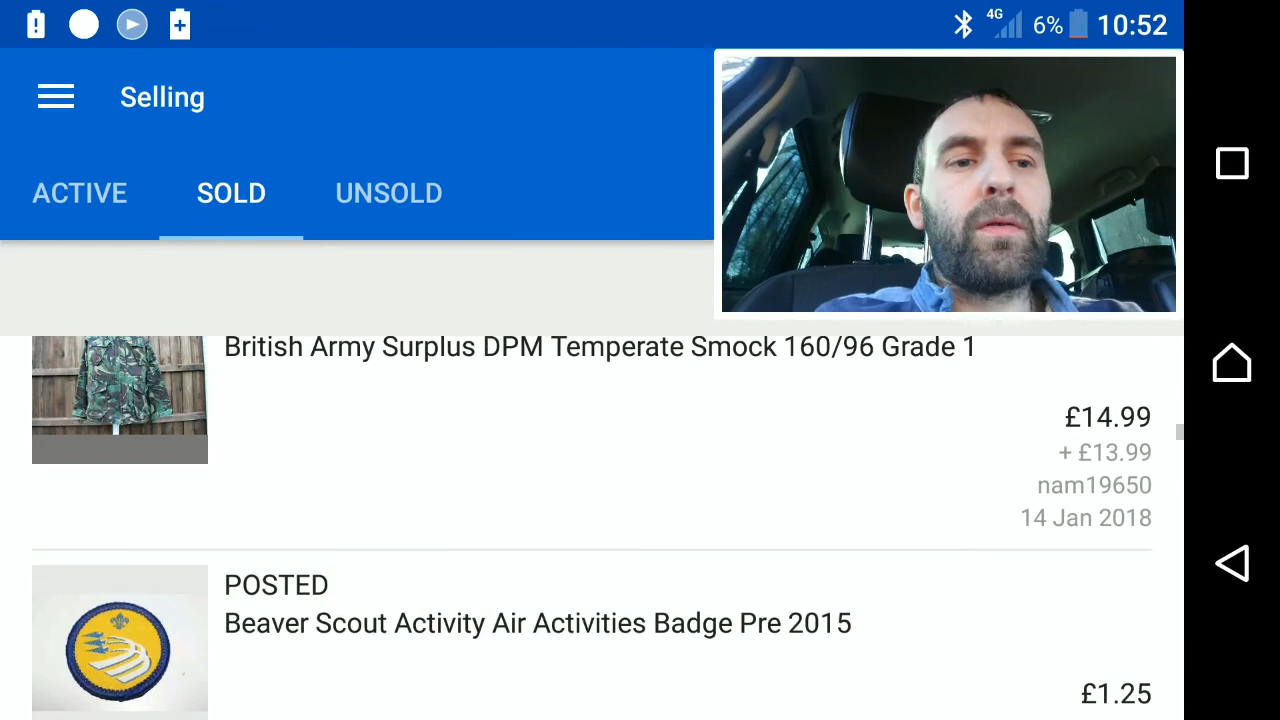 4G 6% 10:52
Selling
ACTIVE SOLD UNSOLD
British Army Surplus DPM Temperate Smock 160/96 Grade 1
£14.99
+ £13.99
nam19650
14 Jan 2018
POSTED
Beaver Scout Activity Air Activities Badge Pre 2015
£1.25